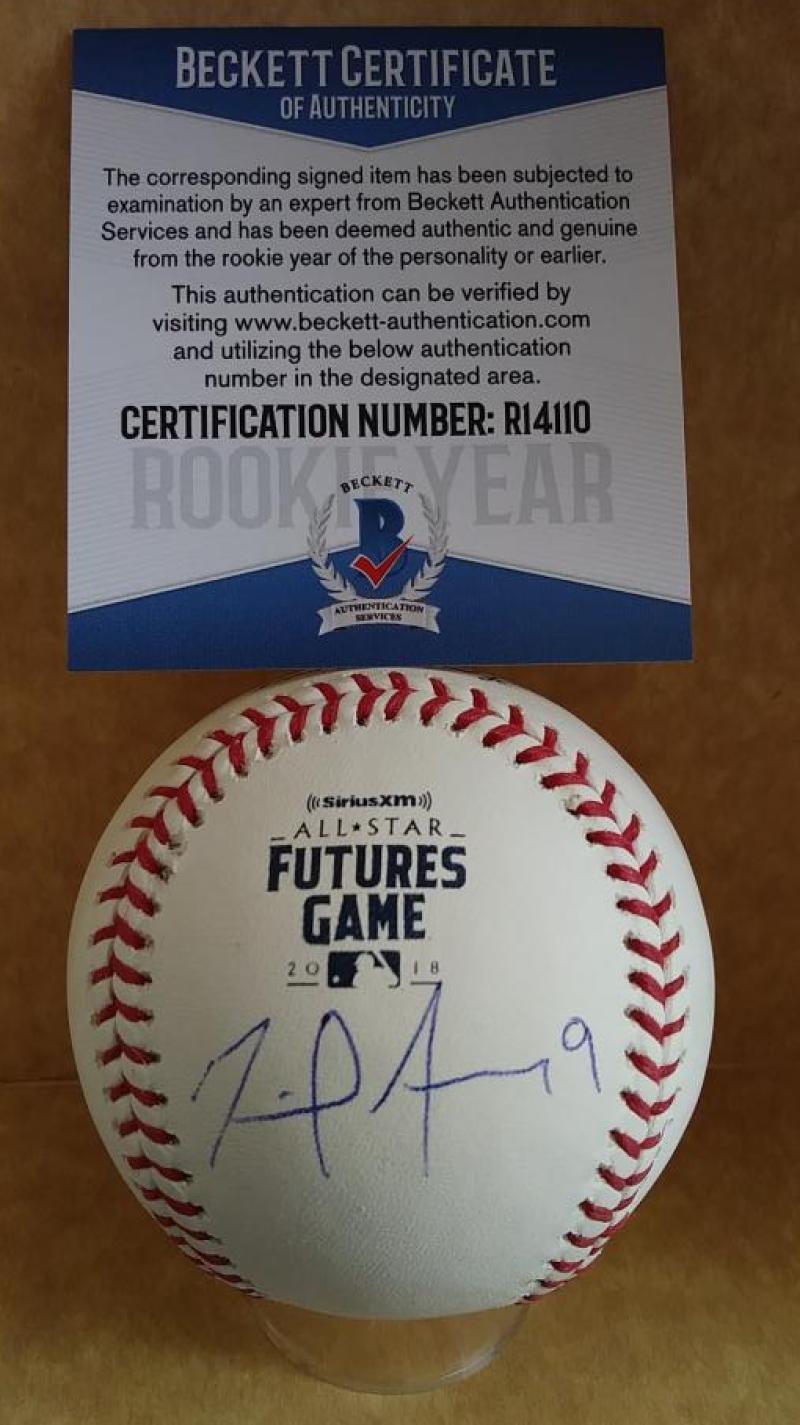 BECKETT CERTIFICATE
OF AUTHENTICITY
The corresponding signed item has been subjected to
examination by an expert from Beckett Authentication
Services and has been deemed authentic and genuine
from the rookie year of the personality or earlier.
This authentication can be verified by
visiting www.beckett-authentication.com
and utilizing the below authentication
number in the designated area.
CERTIFICATION NUMBER: R14110
ROOKIE YEAR
BECKETT
B
AUTHENTICATION
SERVICES
SiriusXM
ALL★STAR
FUTURES
GAME
20 18
9